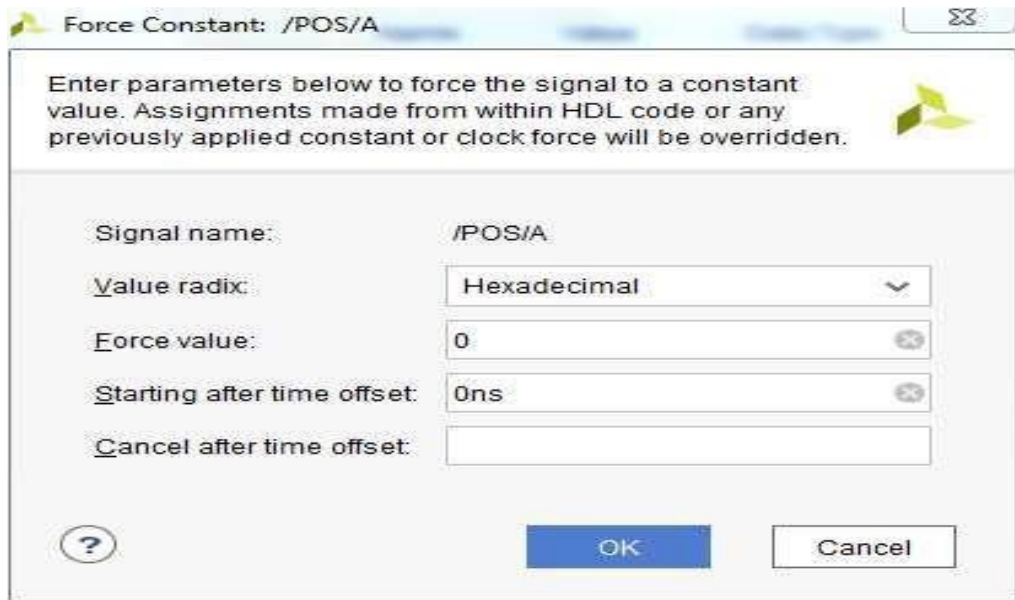 Force Constant: /POS/A
Enter parameters below to force the signal to a constant
value. Assignments made from within HDL code or any
previously applied constant or clock force will be overridden.
Signal name: /POS/A
Value radix: Hexadecimal
Force value: 0
Starting after time offset: 0ns
Cancel after time offset:
? OK Cancel